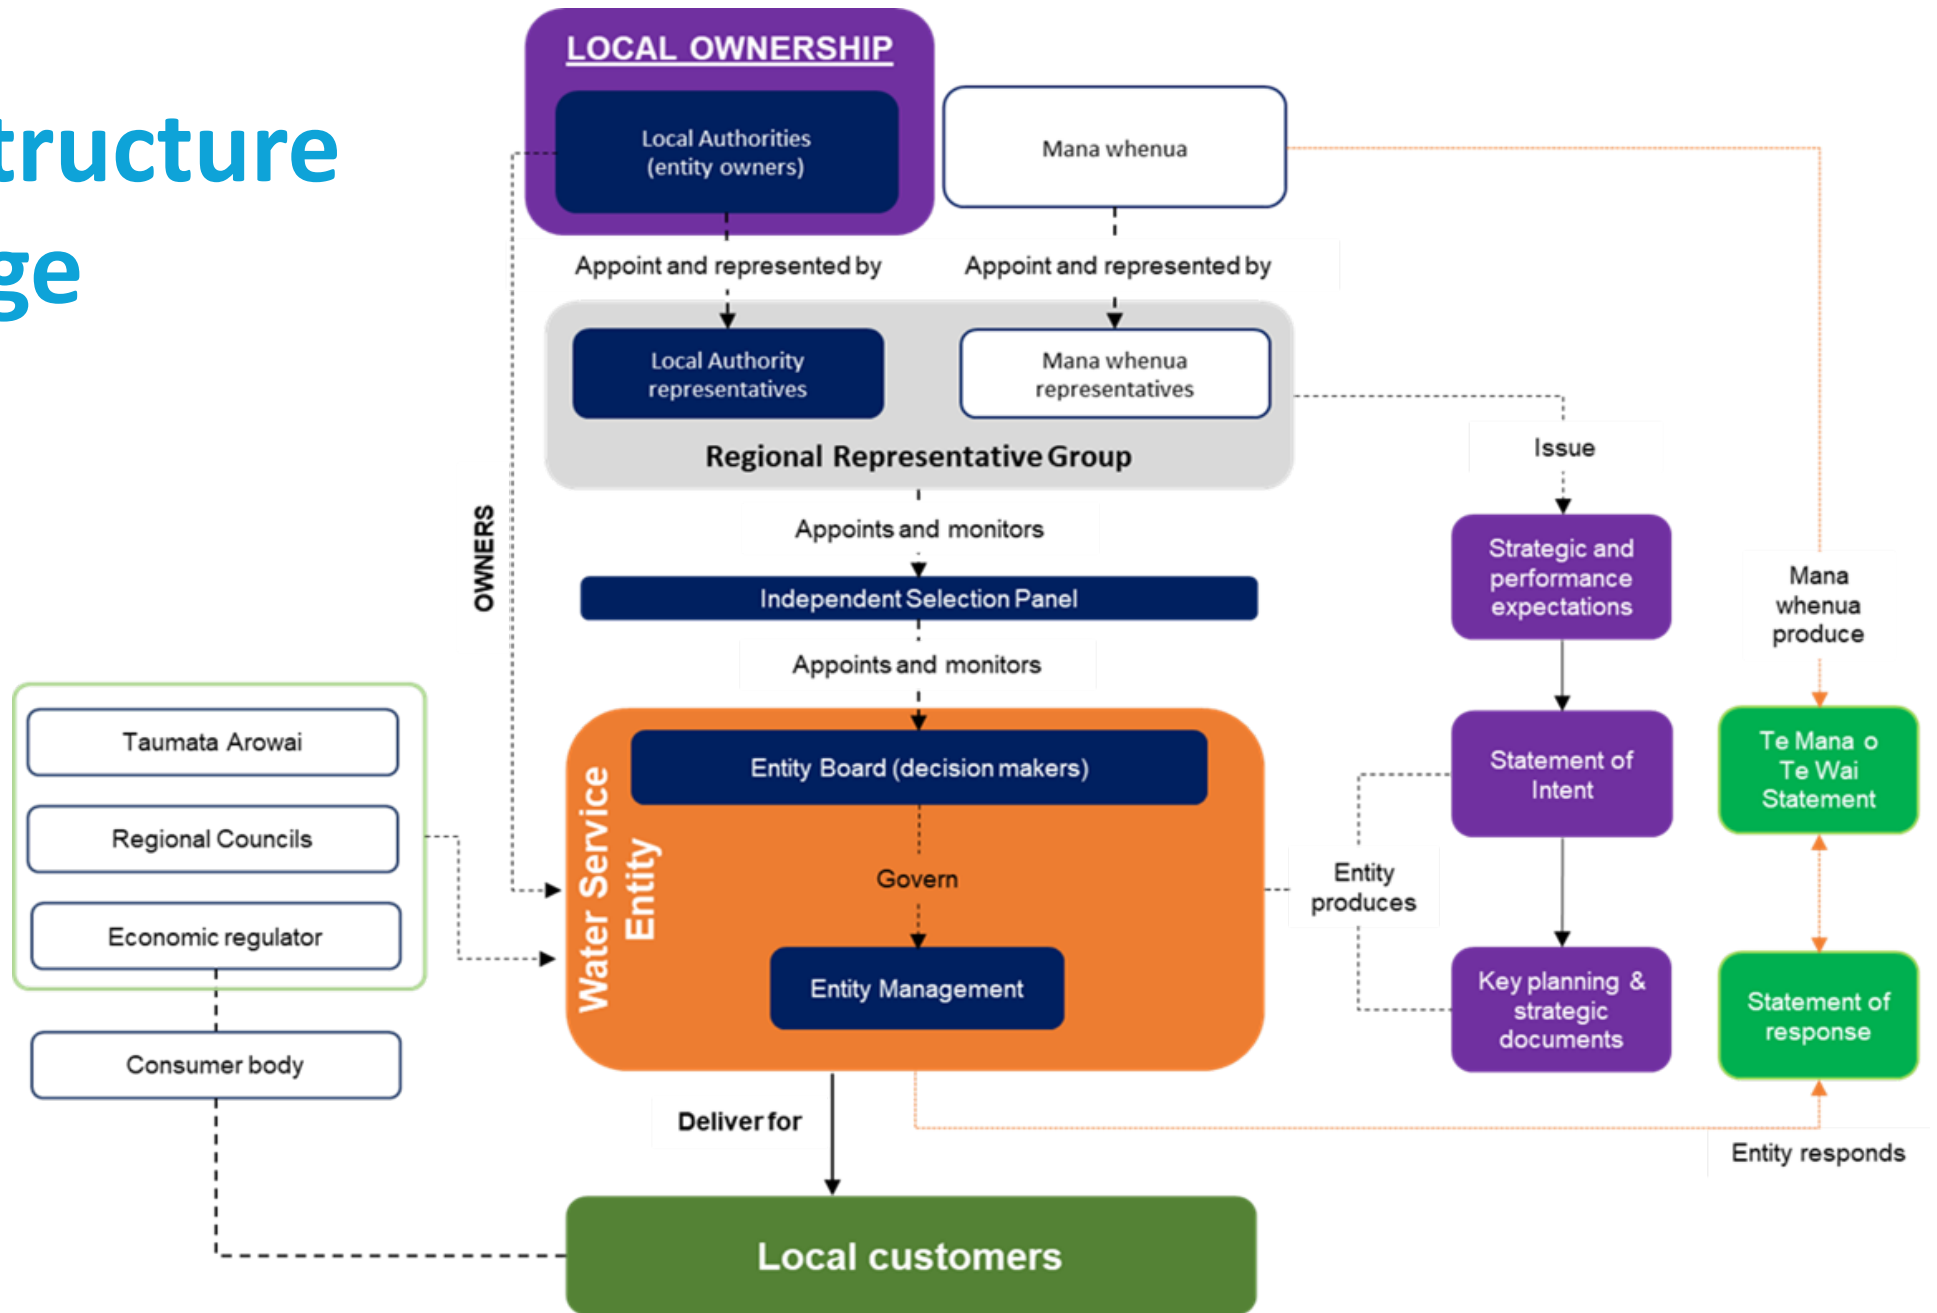 tructure
ge
LOCAL OWNERSHIP
Local Authorities
(entity owners)
Mana whenua
Appoint and represented by
Appoint and represented by
Local Authority
representatives
Mana whenua
representatives
Regional Representative Group
Issue
OWNERS
Appoints and monitors
Independent Selection Panel
Appoints and monitors
Strategic and
performance
expectations
Mana
whenua
produce
Taumata Arowai
Regional Councils
Economic regulator
Consumer body
Water Service
Entity
Entity Board (decision makers)
Govern
Entity Management
Entity
produces
Statement of
Intent
Key planning &
strategic
documents
Te Mana o
Te Wai
Statement
Statement of
response
Deliver for
Entity responds
Local customers